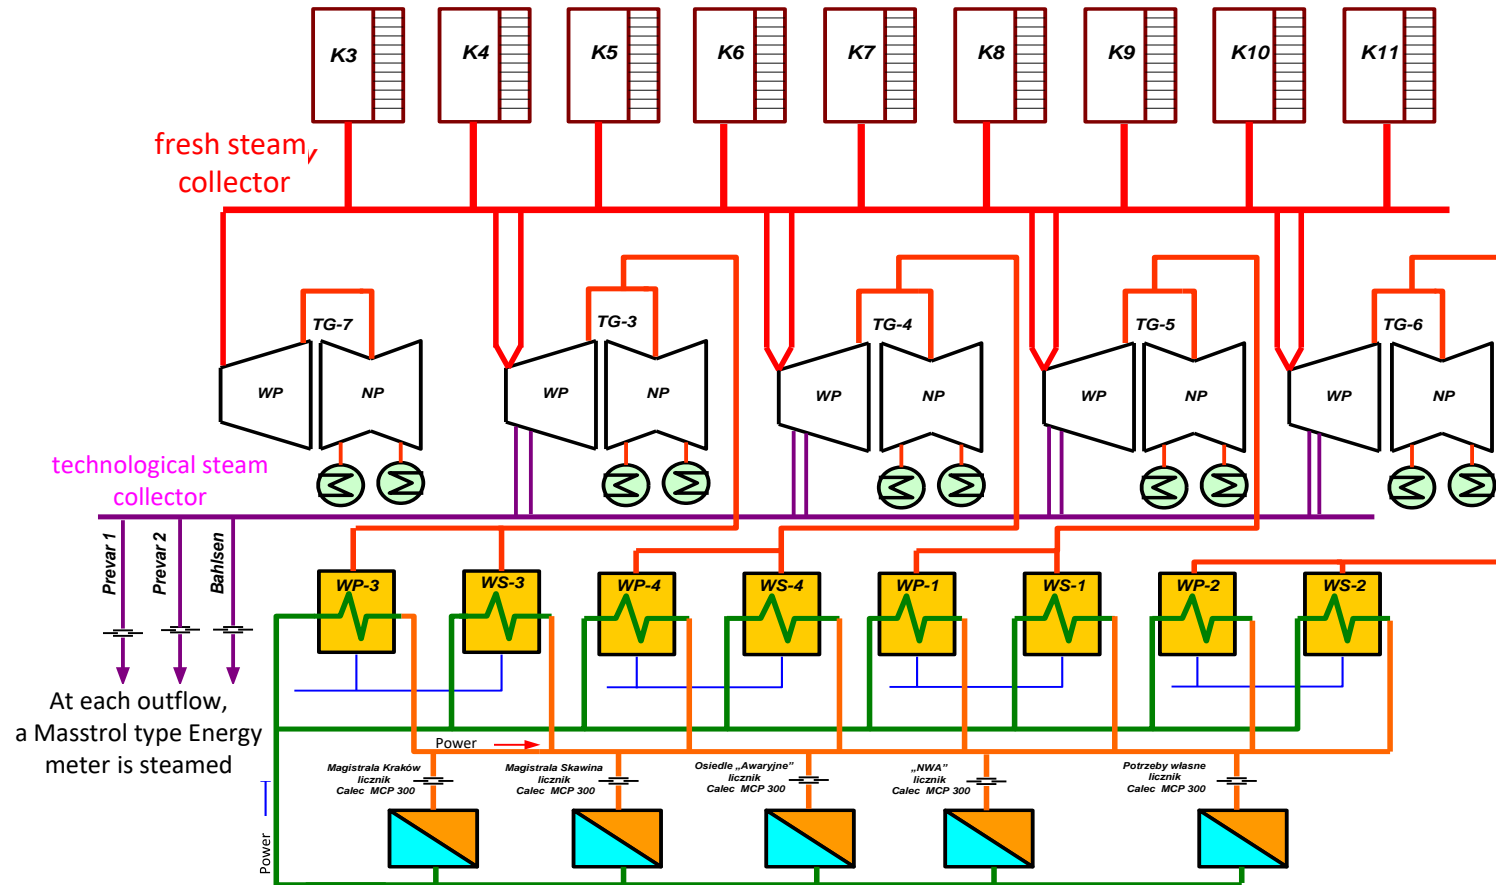 K3
K4
K5
K6
K7
K8
K9
K10
K11
fresh steam
collector
TG-7
TG-3
TG-4
TG-5
TG-6
WP
NP
WP
NP
WP
NP
WP
NP
WP
NP
technological steam
collector
Prevar 1
Prevar 2
Bahlsen
WP-3
WS-3
WP-4
WS-4
WP-1
WS-1
WP-2
WS-2
At each outflow,
a Masstrol type Energy
meter is steamed
Power
Magistrala Kraków
licznik
Calec MCP 300
Magistrala Skawina
licznik
Calec MCP 300
Osiedle „Awaryjne"
licznik
Calec MCP 300
„NWA"
licznik
Calec MCP 300
Potrzeby własne
licznik
Calec MCP 300
Power